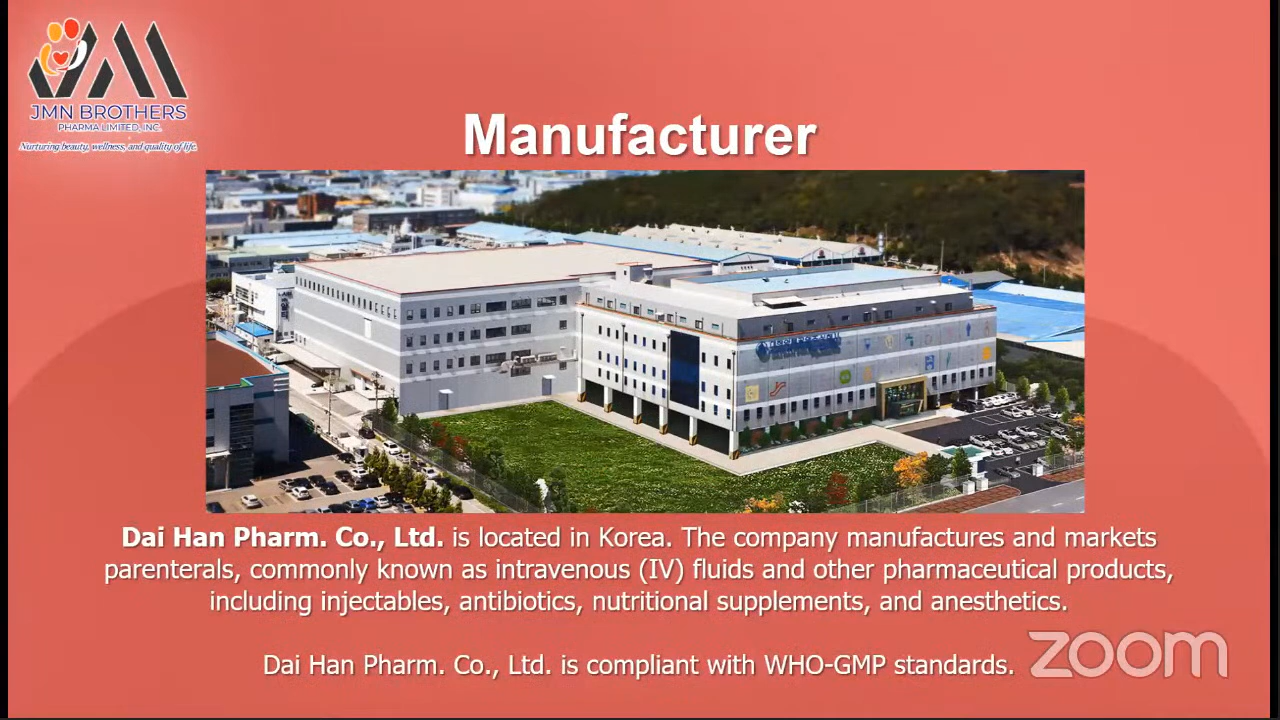 JMN BROTHERS
PHARMA LIMITED, INC.
Nurturing beauty, wellness, and quality of life.
Manufacturer
Dai Han Pharm. Co., Ltd. is located in Korea. The company manufactures and markets
parenterals, commonly known as intravenous (IV) fluids and other pharmaceutical products,
including injectables, antibiotics, nutritional supplements, and anesthetics.
Dai Han Pharm. Co., Ltd. is compliant with WHO-GMP standards.
zoom